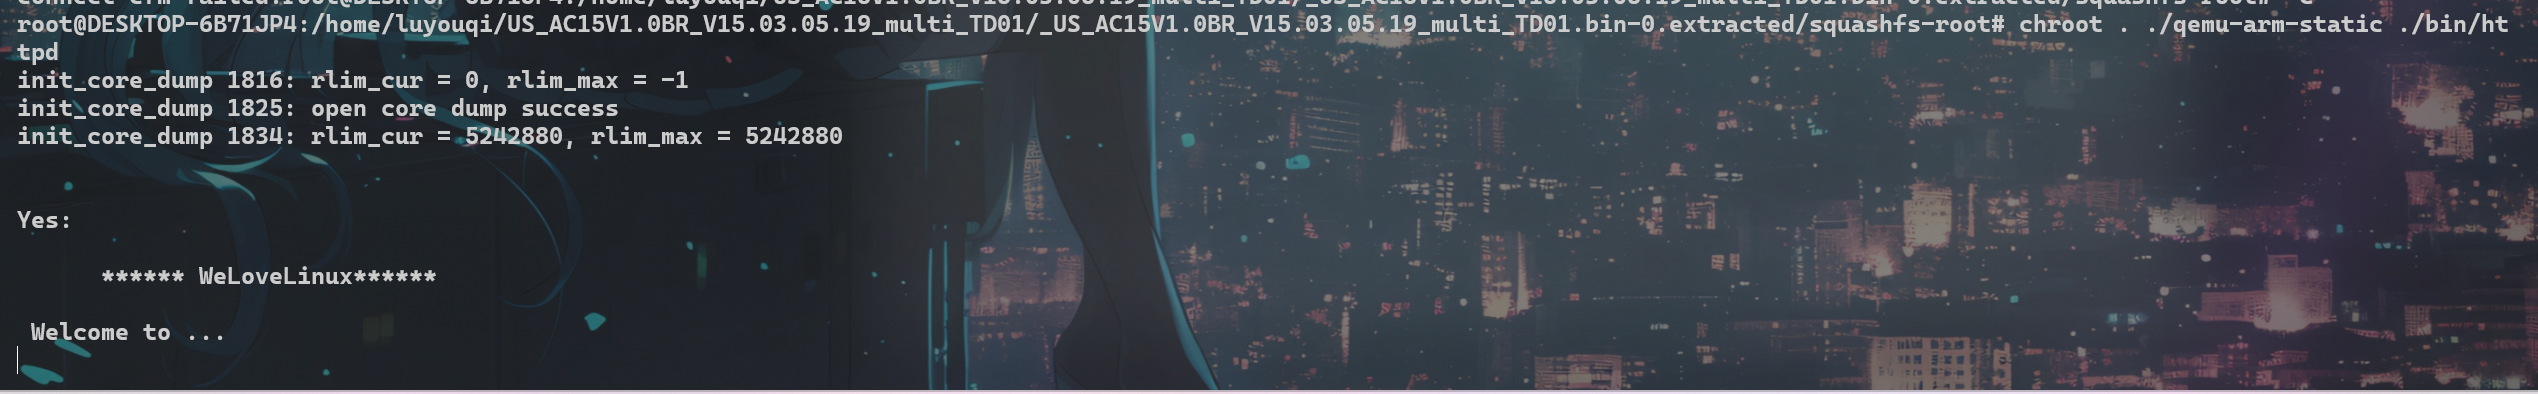 root@DESKTOP-6B71JP4:/home/luyouqi/US_AC15V1.0BR_V15.03.05.19_multi_TD01/_US_AC15V1.0BR_V15.03.05.19_multi_TD01.bin-0.extracted/squashfs-root# chroot . ./qemu-arm-static ./bin/ht
tpd
init_core_dump 1816: rlim_cur = 0, rlim_max = -1
init_core_dump 1825: open core dump success
init_core_dump 1834: rlim_cur = 5242880, rlim_max = 5242880
Yes:
****** WeLoveLinux******
Welcome to ...